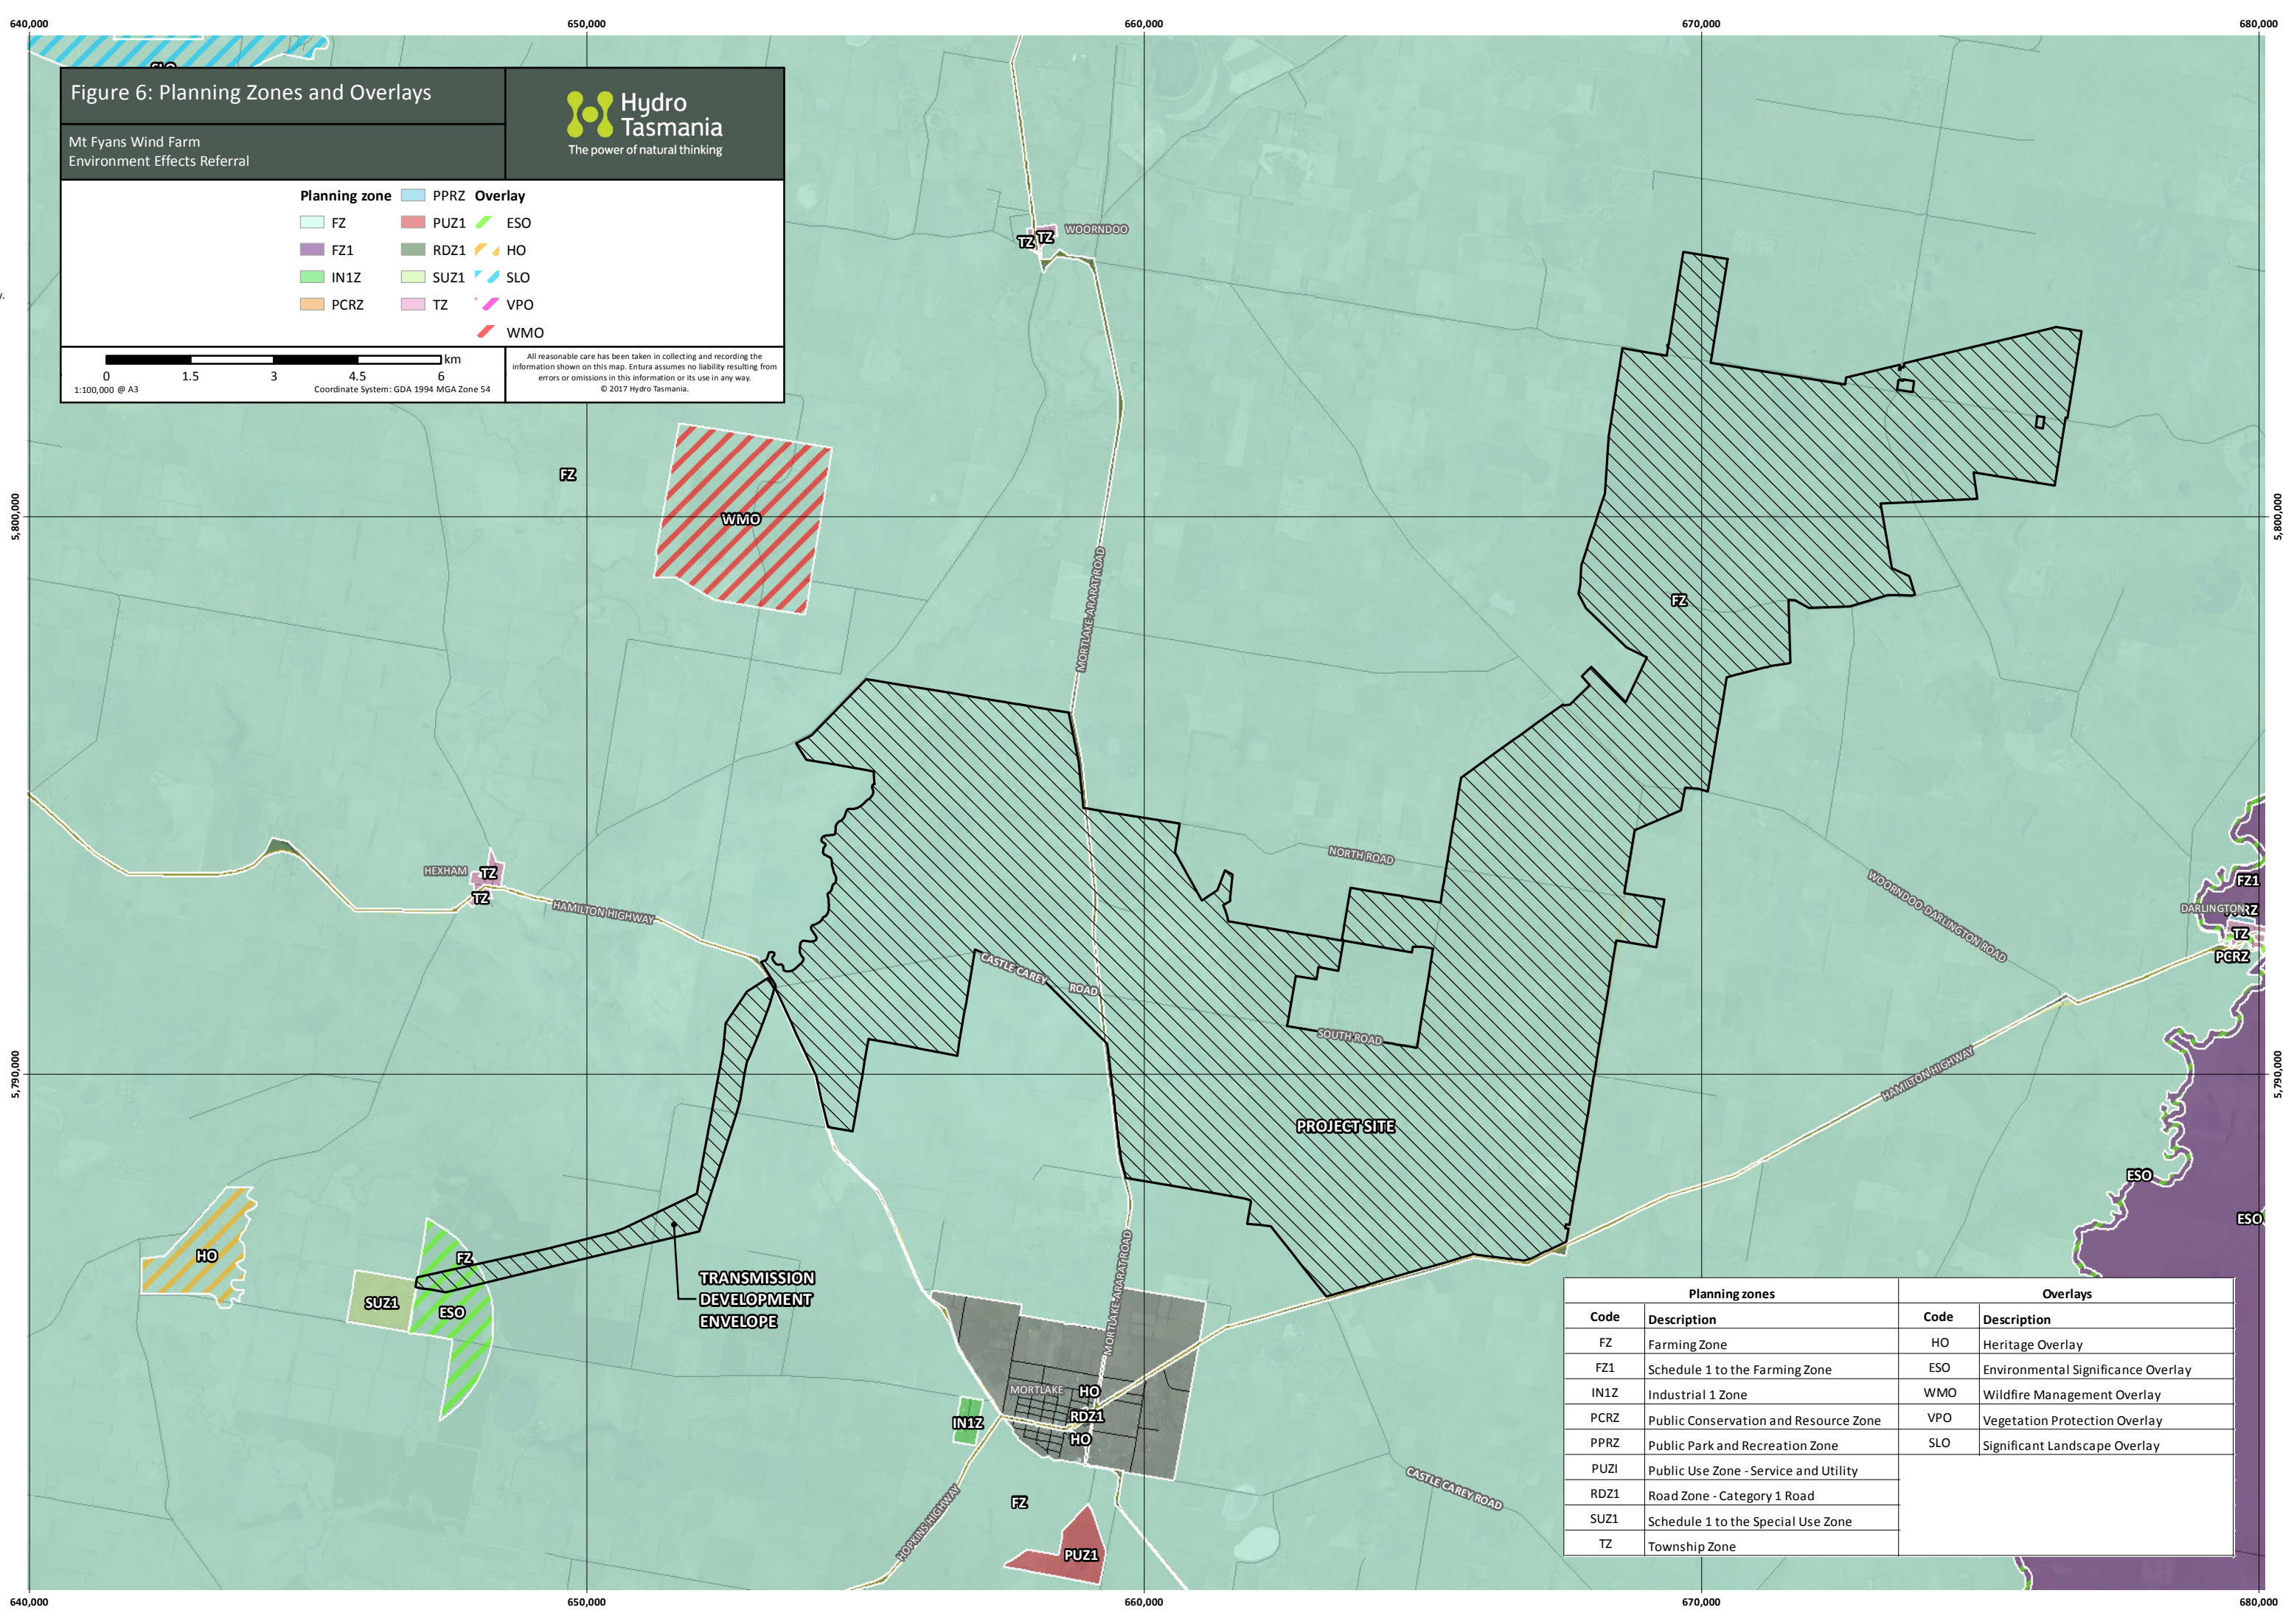 640,000
650,000
660,000
670,000
680,000
Figure 6: Planning Zones and Overlays
Mt Fyans Wind Farm
Environment Effects Referral
Hydro
Tasmania
The power of natural thinking
Planning zone
FZ
FZ1
IN1Z
PCRZ
PPRZ
PUZ1
RDZ1
SUZ1
TZ
Overlay
ESO
HO
SLO
VPO
WMO
km
0 1.5 3 4.5 6
1:100,000 @ A3
Coordinate System: GDA 1994 MGA Zone 54
All reasonable care has been taken in collecting and recording the
information shown on this map. Entura assumes no liability resulting from
errors or omissions in this information or its use in any way.
© 2017 Hydro Tasmania.
TZ
TZ
WOORNDOO
FZ
WMO
5,800,000
5,800,000
MORTLAKE-ARARAT ROAD
FZ
NORTH ROAD
HEXHAM
TZ
TZ
HAMILTON HIGHWAY
WOORNDOO-DARLINGTON ROAD
FZ1
DARLINGTON
TZ
PCRZ
CASTLE CAREY
ROAD
SOUTH ROAD
5,790,000
5,790,000
HAMILTON HIGHWAY
PROJECT SITE
ESO
ESO
HO
FZ
SUZ1
ESO
TRANSMISSION
DEVELOPMENT
ENVELOPE
MORTLAKE-ARARAT ROAD
MORTLAKE
HO
RDZ1
HO
IN1Z
CASTLE CAREY ROAD
HOPKINS HIGHWAY
FZ
PUZ1
Planning zones
Overlays
Code Description Code Description
FZ Farming Zone HO Heritage Overlay
FZ1 Schedule 1 to the Farming Zone ESO Environmental Significance Overlay
IN1Z Industrial 1 Zone WMO Wildfire Management Overlay
PCRZ Public Conservation and Resource Zone VPO Vegetation Protection Overlay
PPRZ Public Park and Recreation Zone SLO Significant Landscape Overlay
PUZI Public Use Zone - Service and Utility
RDZ1 Road Zone - Category 1 Road
SUZ1 Schedule 1 to the Special Use Zone
TZ Township Zone
640,000
650,000
660,000
670,000
680,000